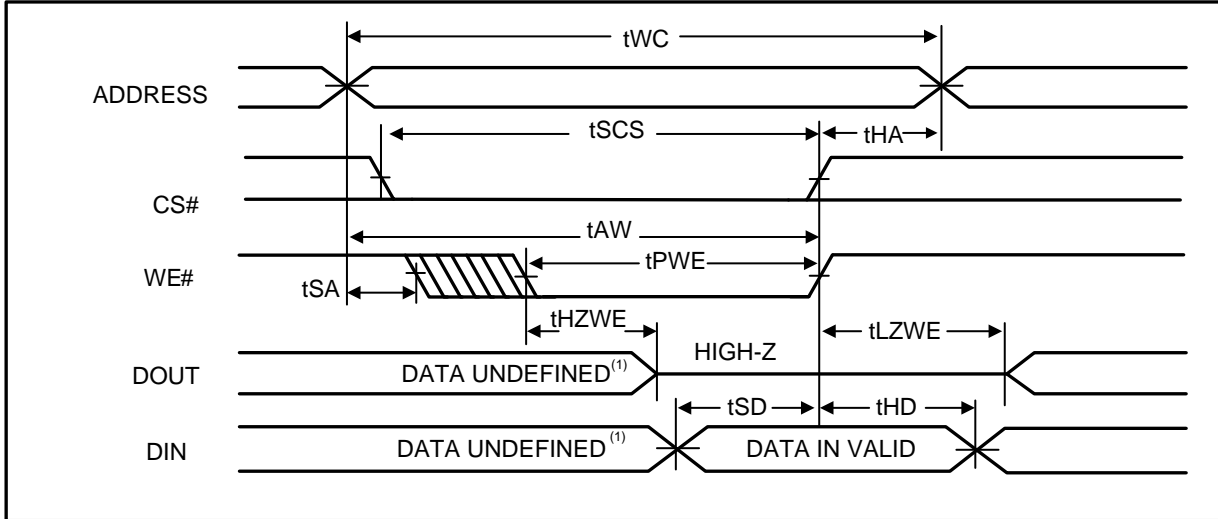 tWC
ADDRESS
tSCS
tHA
CS#
tAW
WE#
tPWE
tSA
tHZWE
tLZWE
DOUT
DATA UNDEFINED(1)
HIGH-Z
tSD
tHD
DIN
DATA UNDEFINED(1)
DATA IN VALID